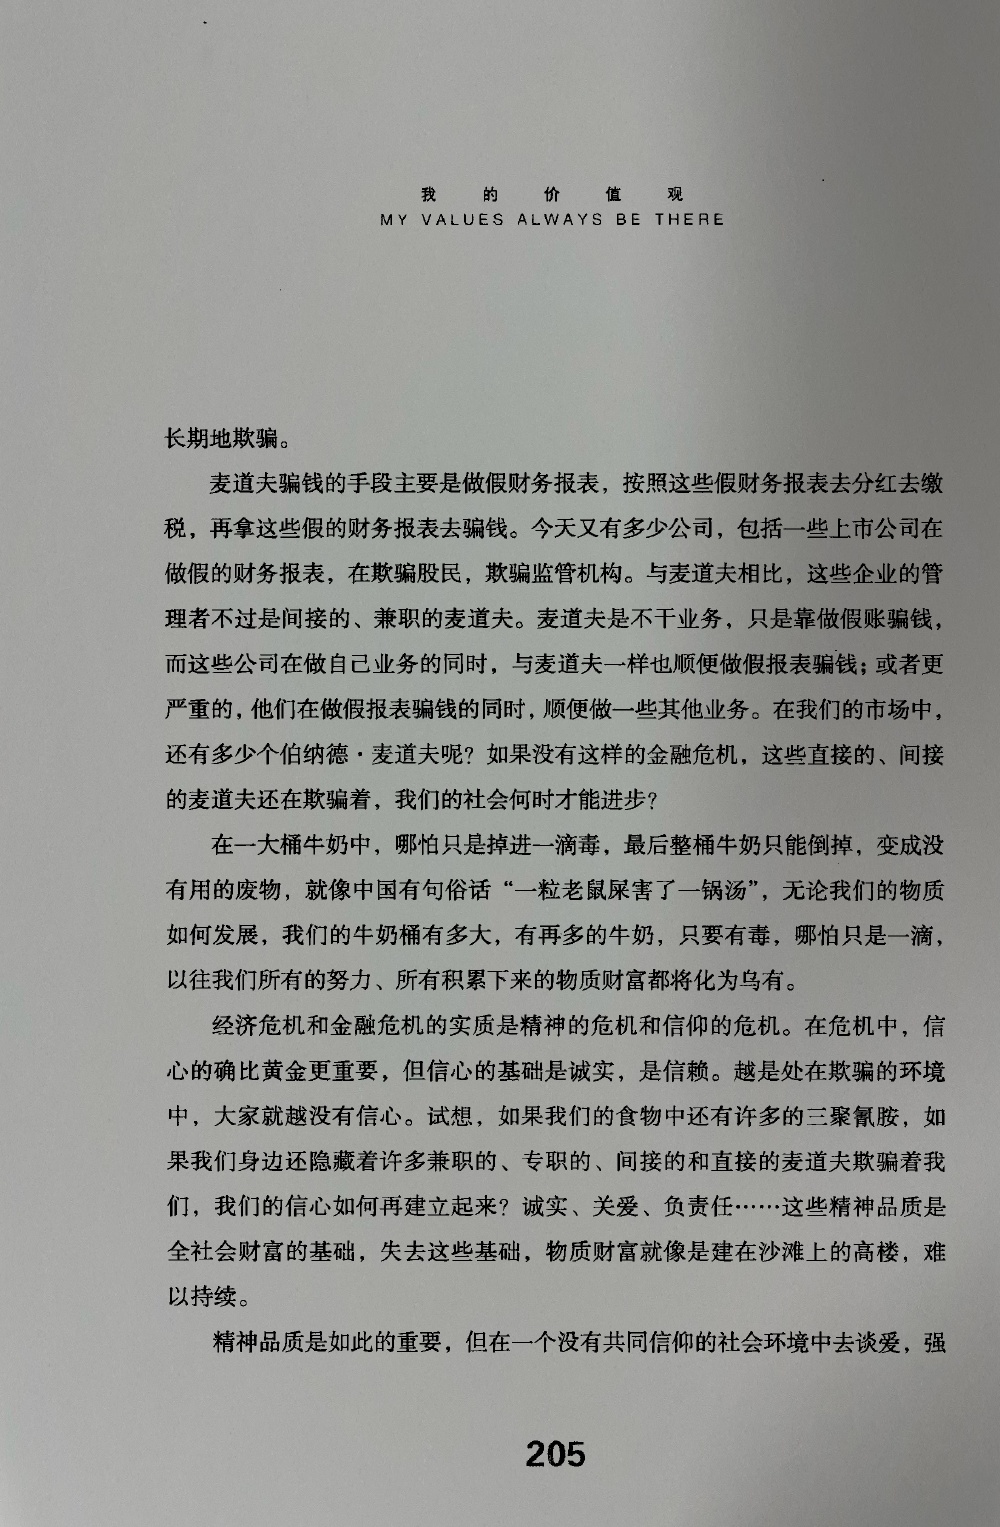 我的价值观
MY VALUES ALWAYS BE THERE
长期地欺骗。
麦道夫骗钱的手段主要是做假财务报表，按照这些假财务报表去分红去缴
税，再拿这些假的财务报表去骗钱。今天又有多少公司，包括一些上市公司在
做假的财务报表，在欺骗股民，欺骗监管机构。与麦道夫相比，这些企业的管
理者不过是间接的、兼职的麦道夫。麦道夫是不干业务，只是靠做假账骗钱，
而这些公司在做自己业务的同时，与麦道夫一样也顺便做假报表骗钱；或者更
严重的，他们在做假报表骗钱的同时，顺便做一些其他业务。在我们的市场中，
还有多少个伯纳德·麦道夫呢？如果没有这样的金融危机，这些直接的、间接
的麦道夫还在欺骗着，我们的社会何时才能进步？
在一大桶牛奶中，哪怕只是掉进一滴毒，最后整桶牛奶只能倒掉，变成没
有用的废物，就像中国有句俗话“一粒老鼠屎害了一锅汤”，无论我们的物质
如何发展，我们的牛奶桶有多大，有再多的牛奶，只要有毒，哪怕只是一滴，
以往我们所有的努力、所有积累下来的物质财富都将化为乌有。
经济危机和金融危机的实质是精神的危机和信仰的危机。在危机中，信
心的确比黄金更重要，但信心的基础是诚实，是信赖。越是处在欺骗的环境
中，大家就越没有信心。试想，如果我们的食物中还有许多的三聚氰胺，如
果我们身边还隐藏着许多兼职的、专职的、间接的和直接的麦道夫欺骗着我
们，我们的信心如何再建立起来？诚实、关爱、负责任……这些精神品质是
全社会财富的基础，失去这些基础，物质财富就像是建在沙滩上的高楼，难
以持续。
精神品质是如此的重要，但在一个没有共同信仰的社会环境中去谈爱，强
205